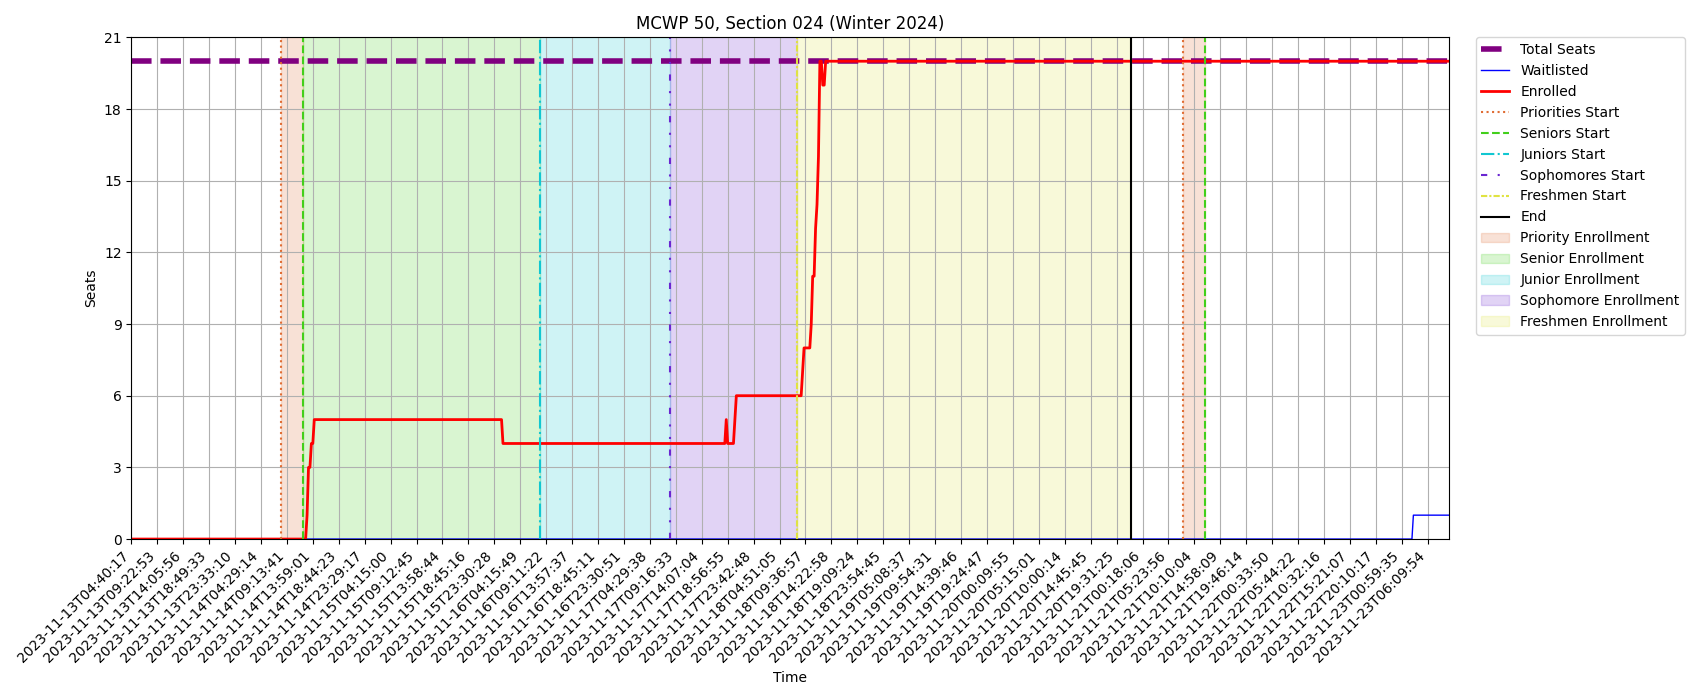 MCWP 50, Section 024 (Winter 2024)
21
18
15
12
9
6
3
0
Seats
2023-11-13T04:40:17
2023-11-13T09:22:53
2023-11-13T14:05:56
2023-11-13T18:49:33
2023-11-13T23:33:10
2023-11-14T04:29:14
2023-11-14T09:13:41
2023-11-14T13:59:01
2023-11-14T18:44:23
2023-11-14T23:29:17
2023-11-15T04:15:00
2023-11-15T09:12:45
2023-11-15T13:58:44
2023-11-15T18:45:16
2023-11-15T23:30:28
2023-11-16T04:15:49
2023-11-16T09:11:22
2023-11-16T13:57:37
2023-11-16T18:45:11
2023-11-16T23:30:51
2023-11-17T04:29:38
2023-11-17T09:16:33
2023-11-17T14:07:04
2023-11-17T18:56:55
2023-11-17T23:42:48
2023-11-18T04:51:05
2023-11-18T09:36:57
2023-11-18T14:22:58
2023-11-18T19:09:24
2023-11-18T23:54:45
2023-11-19T05:08:37
2023-11-19T09:54:31
2023-11-19T14:39:46
2023-11-19T19:24:47
2023-11-20T00:09:55
2023-11-20T05:15:01
2023-11-20T10:00:14
2023-11-20T14:45:45
2023-11-20T19:31:25
2023-11-21T00:18:06
2023-11-21T05:23:56
2023-11-21T10:10:04
2023-11-21T14:58:09
2023-11-21T19:46:14
2023-11-22T00:33:50
2023-11-22T05:44:22
2023-11-22T10:32:16
2023-11-22T15:21:07
2023-11-22T20:10:17
2023-11-23T00:59:35
2023-11-23T06:09:54
Time
Total Seats
Waitlisted
Enrolled
Priorities Start
Seniors Start
Juniors Start
Sophomores Start
Freshmen Start
End
Priority Enrollment
Senior Enrollment
Junior Enrollment
Sophomore Enrollment
Freshmen Enrollment